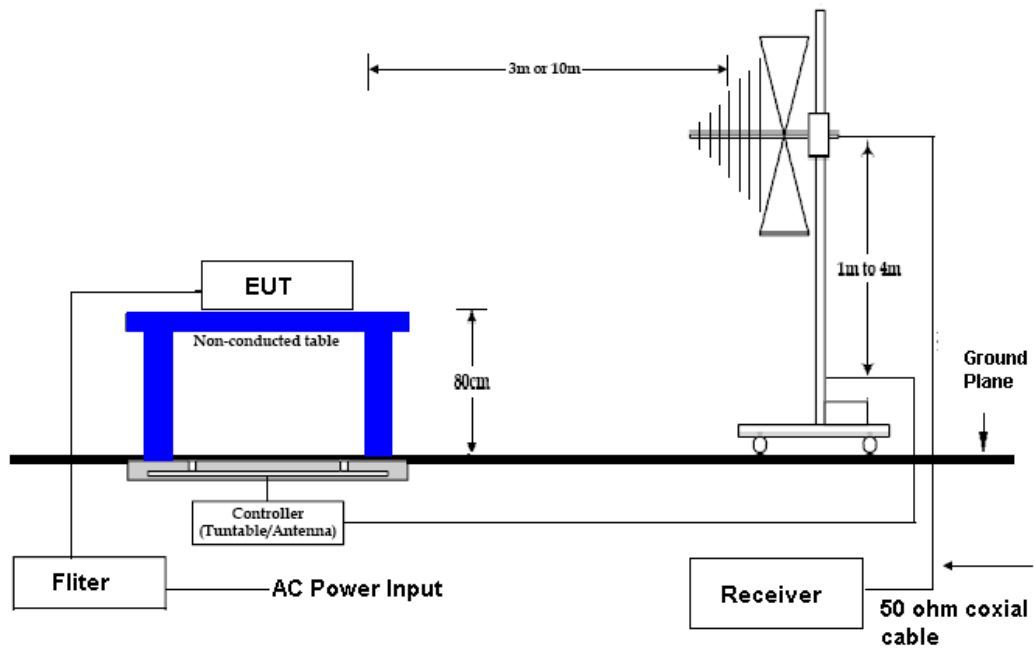 3m or 10m
EUT
1m to 4m
Non-conducted table
80cm
Ground
Plane
Controller
(Tuntable/Antenna)
Fliter
AC Power Input
Receiver
50 ohm coxial
cable